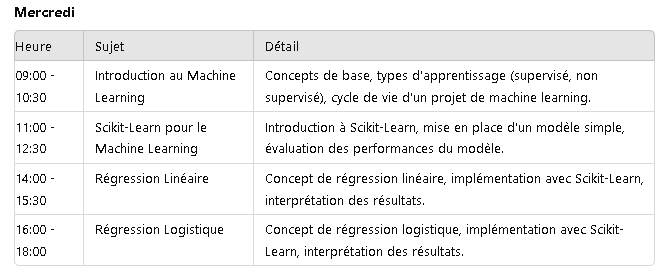 Mercredi
Heure Sujet Détail
09:00 - Introduction au Machine Concepts de base, types d'apprentissage (supervisé, non
10:30 Learning supervisé), cycle de vie d'un projet de machine learning.
11:00 - Scikit-Learn pour le Introduction à Scikit-Learn, mise en place d'un modèle simple,
12:30 Machine Learning évaluation des performances du modèle.
14:00 - Régression Linéaire Concept de régression linéaire, implémentation avec Scikit-Learn,
15:30 interprétation des résultats.
16:00 - Régression Logistique Concept de régression logistique, implémentation avec Scikit-
18:00 Learn, interprétation des résultats.